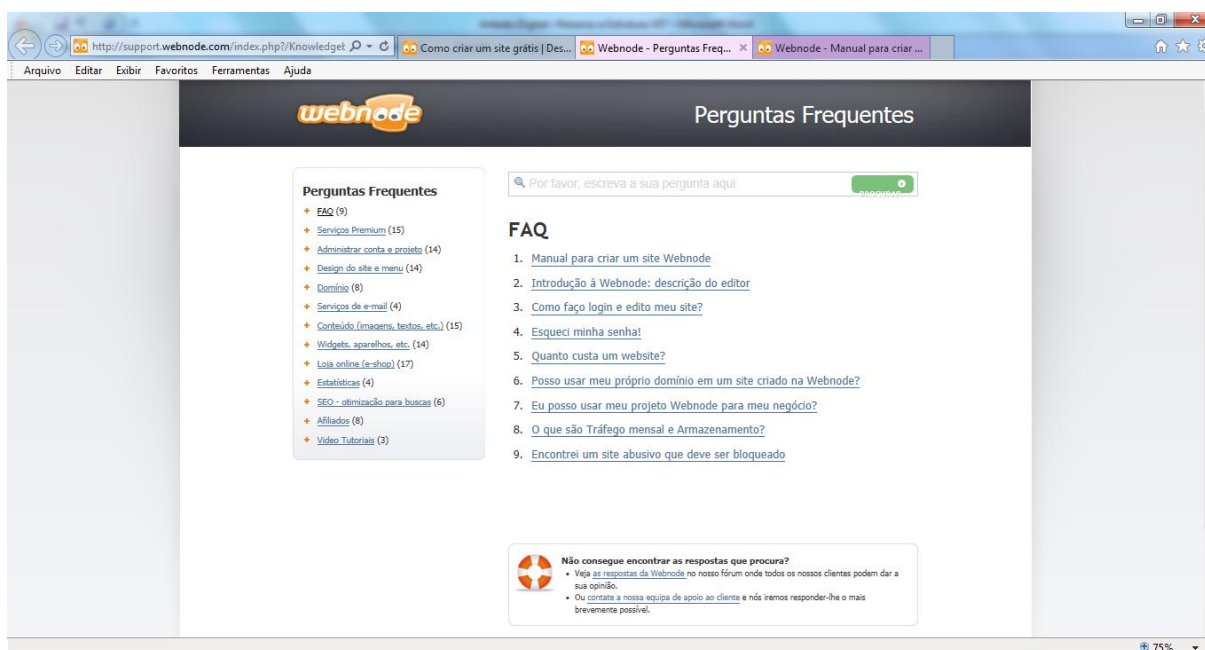 http://support.webnode.com/index.php?/Knowledget
Como criar um site grátis | Des...
Webnode - Perguntas Freq...
Webnode - Manual para criar ...
Arquivo Editar Exibir Favoritos Ferramentas Ajuda
webnode
Perguntas Frequentes
Perguntas Frequentes
FAQ (9)
Serviços Premium (15)
Administrar conta e projeto (14)
Design do site e menu (14)
Domínio (8)
Serviços de e-mail (4)
Conteúdo (imagens, textos, etc.) (15)
Widgets, aparelhos, etc. (14)
Loja online (e-shop) (17)
Estatísticas (4)
SEO - otimização para buscas (6)
Afiliados (8)
Video Tutoriais (3)
Por favor, escreva a sua pergunta aqui
FAQ
1. Manual para criar um site Webnode
2. Introdução à Webnode: descrição do editor
3. Como faço login e edito meu site?
4. Esqueci minha senha!
5. Quanto custa um website?
6. Posso usar meu próprio domínio em um site criado na Webnode?
7. Eu posso usar meu projeto Webnode para meu negócio?
8. O que são Tráfego mensal e Armazenamento?
9. Encontrei um site abusivo que deve ser bloqueado
Não consegue encontrar as respostas que procura?
• Veja as respostas da Webnode no nosso fórum onde todos os nossos clientes podem dar a
sua opinião.
• Ou contate a nossa equipa de apoio ao cliente e nós iremos responder-lhe o mais
brevemente possível.
75%